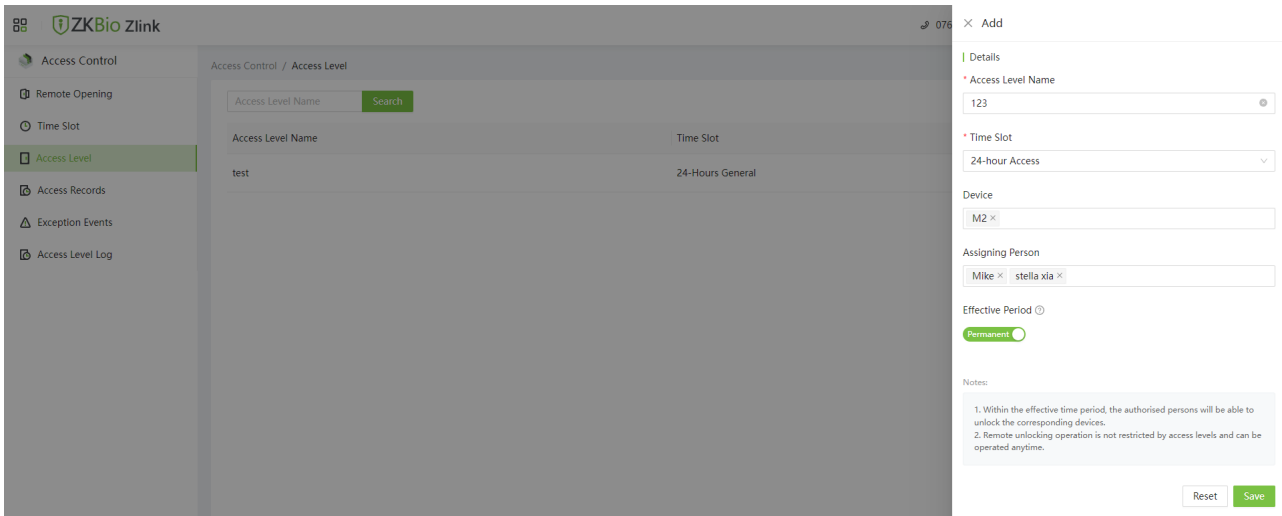 ZKBio Zlink
076
Access Control
Remote Opening
Time Slot
Access Level
Access Records
Exception Events
Access Level Log
Access Control / Access Level
Access Level Name
Search
Access Level Name Time Slot
test 24-Hours General
Add
Details
* Access Level Name
123
* Time Slot
24-hour Access
Device
M2 ×
Assigning Person
Mike × stella xia ×
Effective Period
Permanent
Notes:
1. Within the effective time period, the authorised persons will be able to
unlock the corresponding devices.
2. Remote unlocking operation is not restricted by access levels and can be
operated anytime.
Reset Save